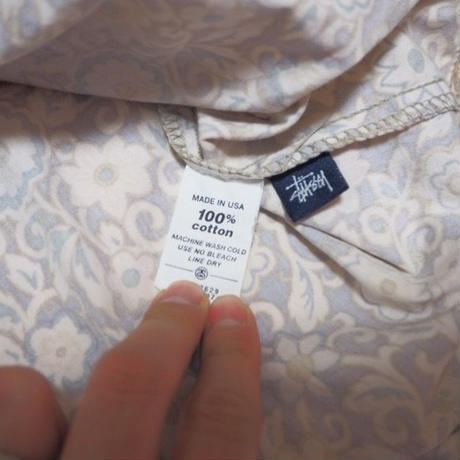 MADE IN USA
100%
cotton
MACHINE WASH COLD
USE NO BLEACH
LINE DRY
Stüssy